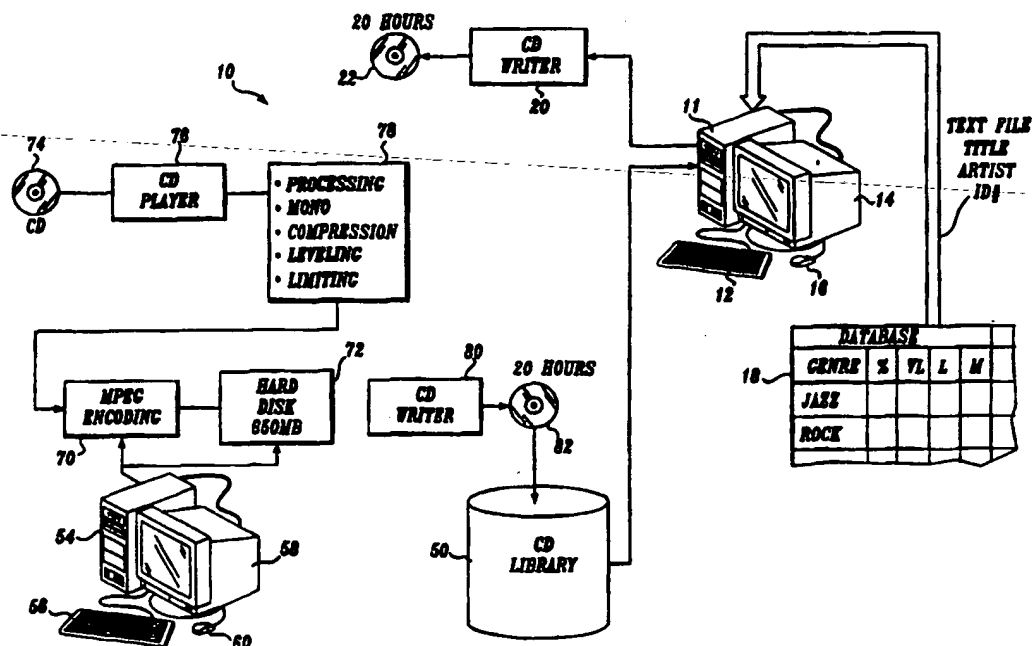 20 HOURS
22
CD
WRITER
20
10
11
TEXT FILE
TITLE
ARTIST
ID#
74
CD
76
CD
PLAYER
78
• PROCESSING
• MONO
• COMPRESSION
• LEVELING
• LIMITING
14
12
16
18
DATABASE
GENRE % VL L M
JAZZ
ROCK
MPEG
ENCODING
70
72
HARD
DISK
650MB
80
CD
WRITER
20 HOURS
82
54
58
56
60
50
CD
LIBRARY